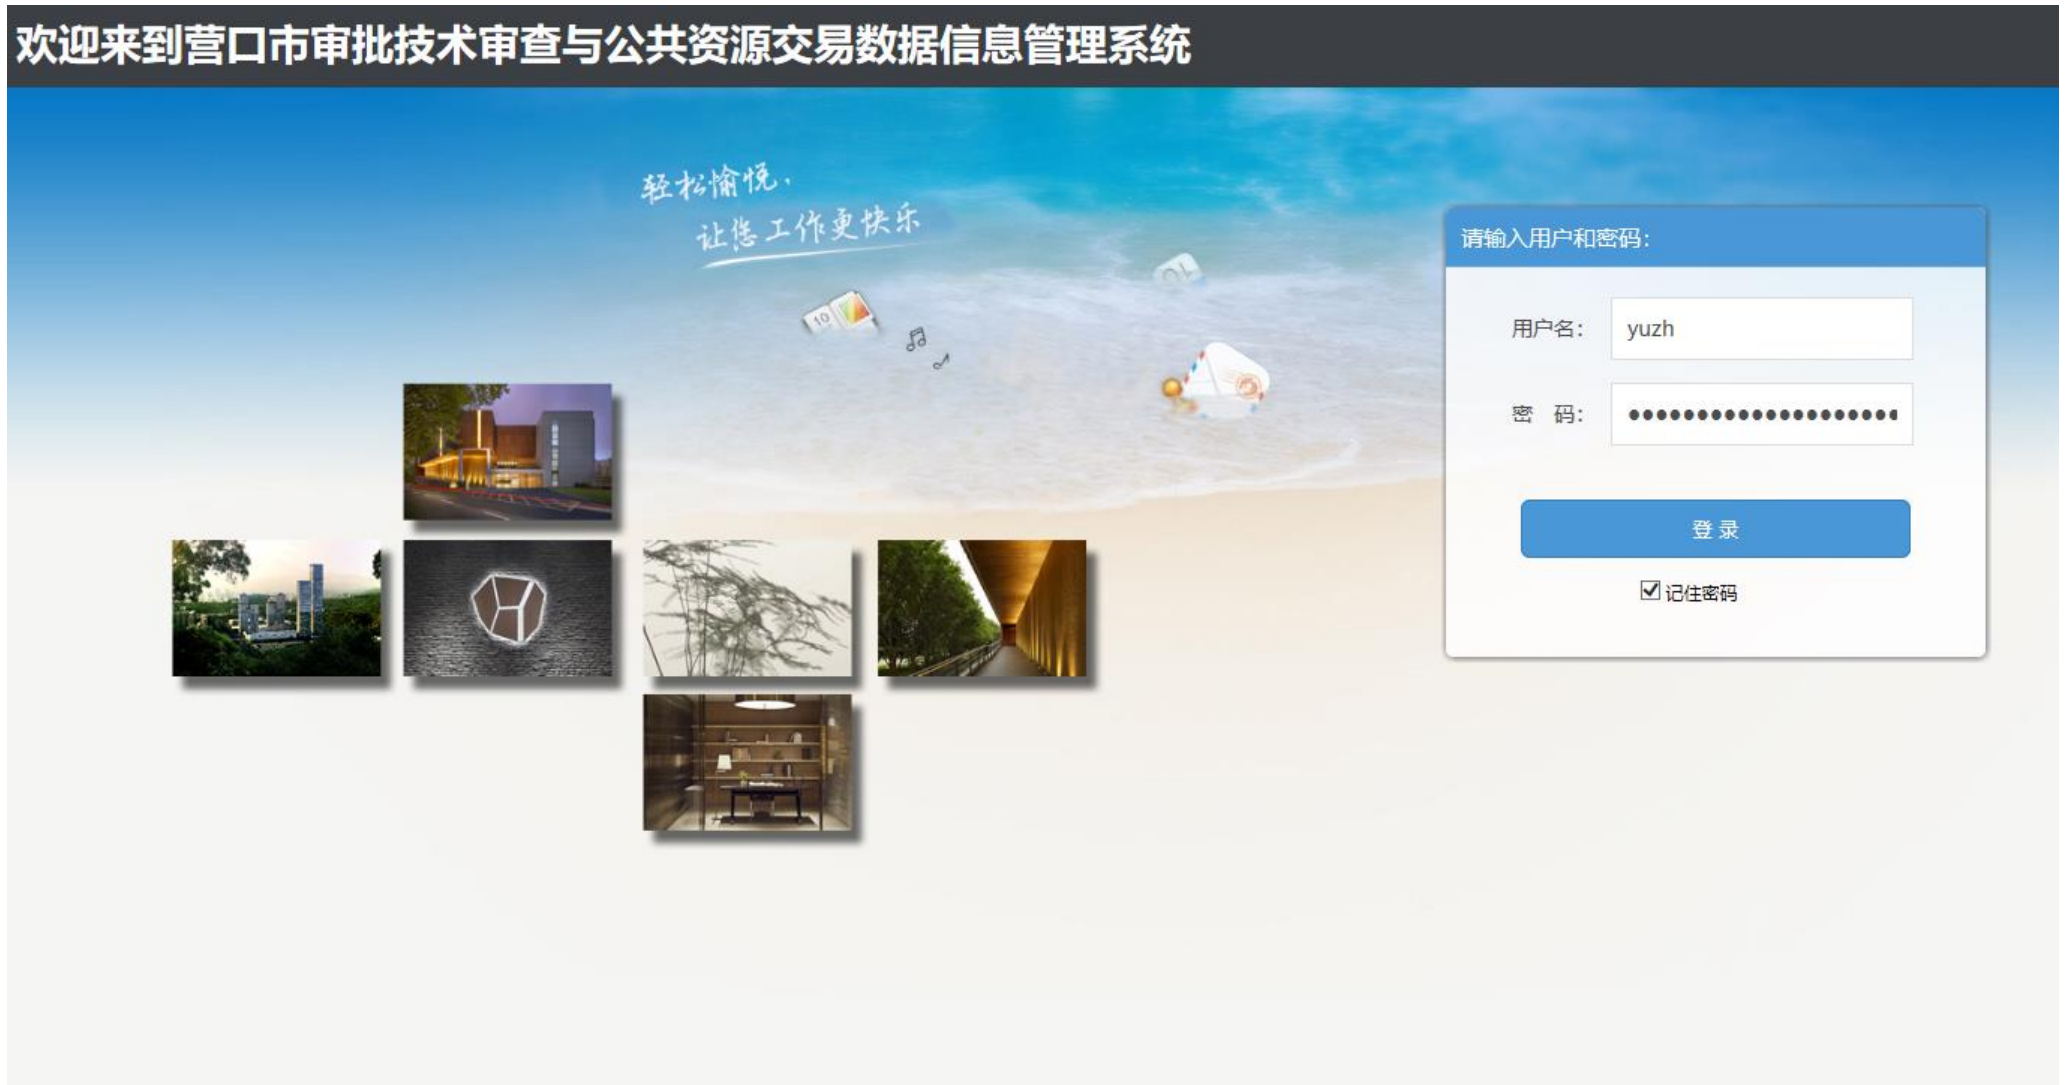 欢迎来到营口市审批技术审查与公共资源交易数据信息管理系统
轻松愉悦，
让您工作更快乐
10
请输入用户和密码：
用户名： yuzh
密 码： ●●●●●●●●●●●●●●●●●●●●
登 录
记住密码